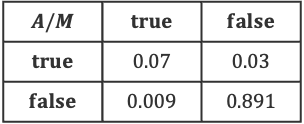 A/M true false
true 0.07 0.03
false 0.009 0.891